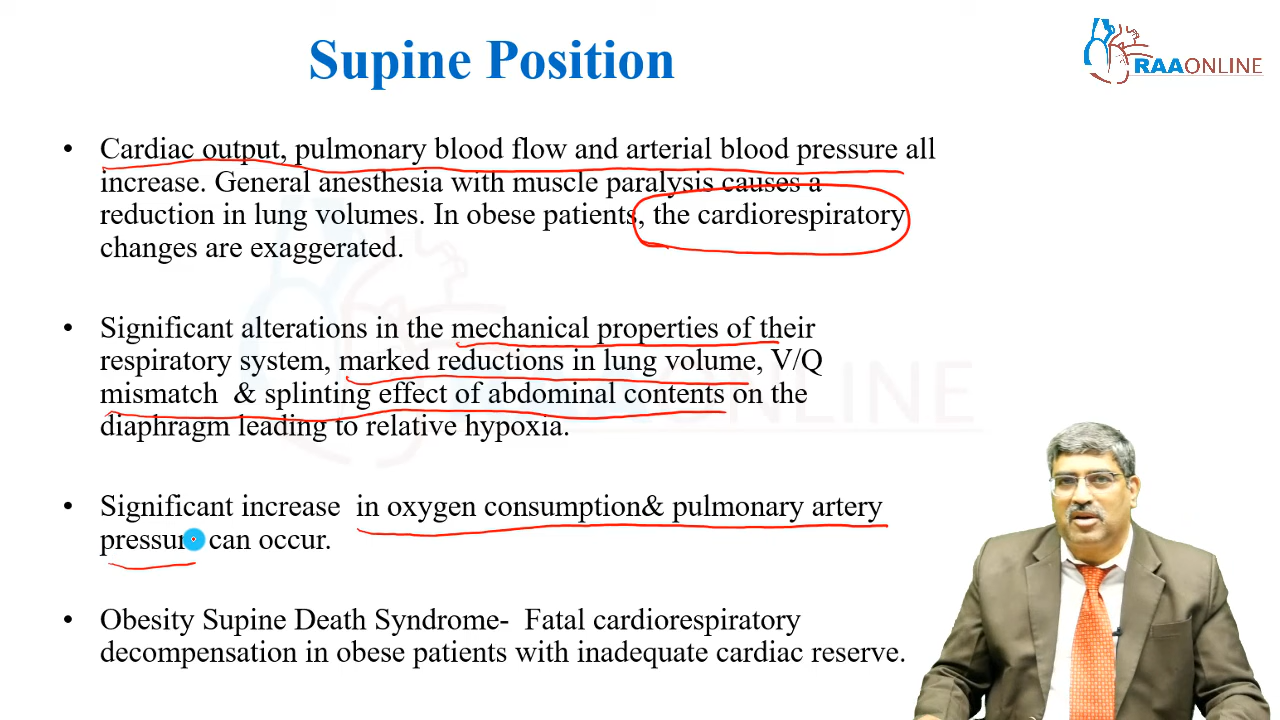 Supine Position
RAAONLINE
• Cardiac output, pulmonary blood flow and arterial blood pressure all
increase. General anesthesia with muscle paralysis causes a
reduction in lung volumes. In obese patients, the cardiorespiratory
changes are exaggerated.
• Significant alterations in the mechanical properties of their
respiratory system, marked reductions in lung volume, V/Q
mismatch & splinting effect of abdominal contents on the
diaphragm leading to relative hypoxia.
• Significant increase in oxygen consumption& pulmonary artery
pressure can occur.
• Obesity Supine Death Syndrome- Fatal cardiorespiratory
decompensation in obese patients with inadequate cardiac reserve.